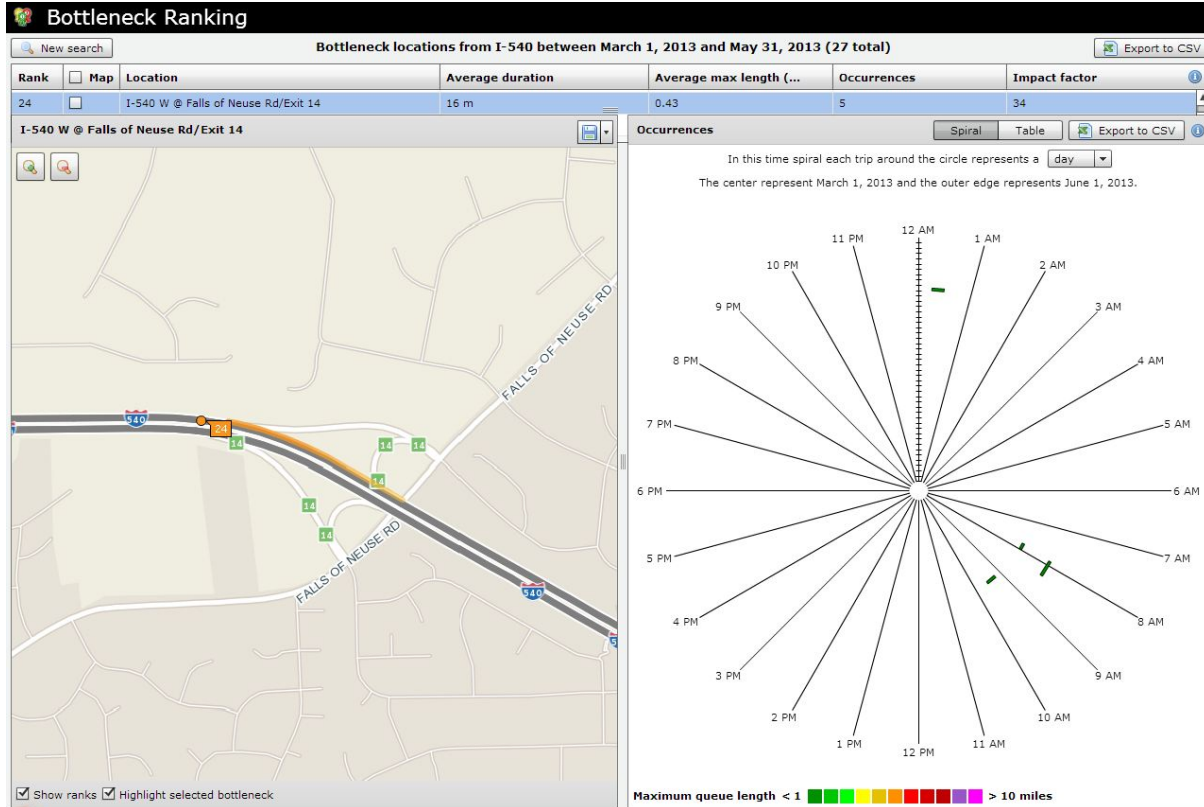 Bottleneck Ranking
New search
Bottleneck locations from I-540 between March 1, 2013 and May 31, 2013 (27 total)
Export to CSV
Rank Map Location Average duration Average max length (... Occurrences Impact factor
24 I-540 W @ Falls of Neuse Rd/Exit 14 16 m 0.43 5 34
I-540 W @ Falls of Neuse Rd/Exit 14
FALLS OF NEUSE RD
540
24
14
14
14
14
14
14
FALLS OF NEUSE RD
540
Show ranks Highlight selected bottleneck
Occurrences Spiral Table Export to CSV
In this time spiral each trip around the circle represents a day
The center represent March 1, 2013 and the outer edge represents June 1, 2013.
12 AM
11 PM 1 AM
10 PM 2 AM
9 PM 3 AM
8 PM 4 AM
7 PM 5 AM
6 PM 6 AM
5 PM 7 AM
4 PM 8 AM
3 PM 9 AM
2 PM 10 AM
1 PM 11 AM
12 PM
Maximum queue length < 1 > 10 miles